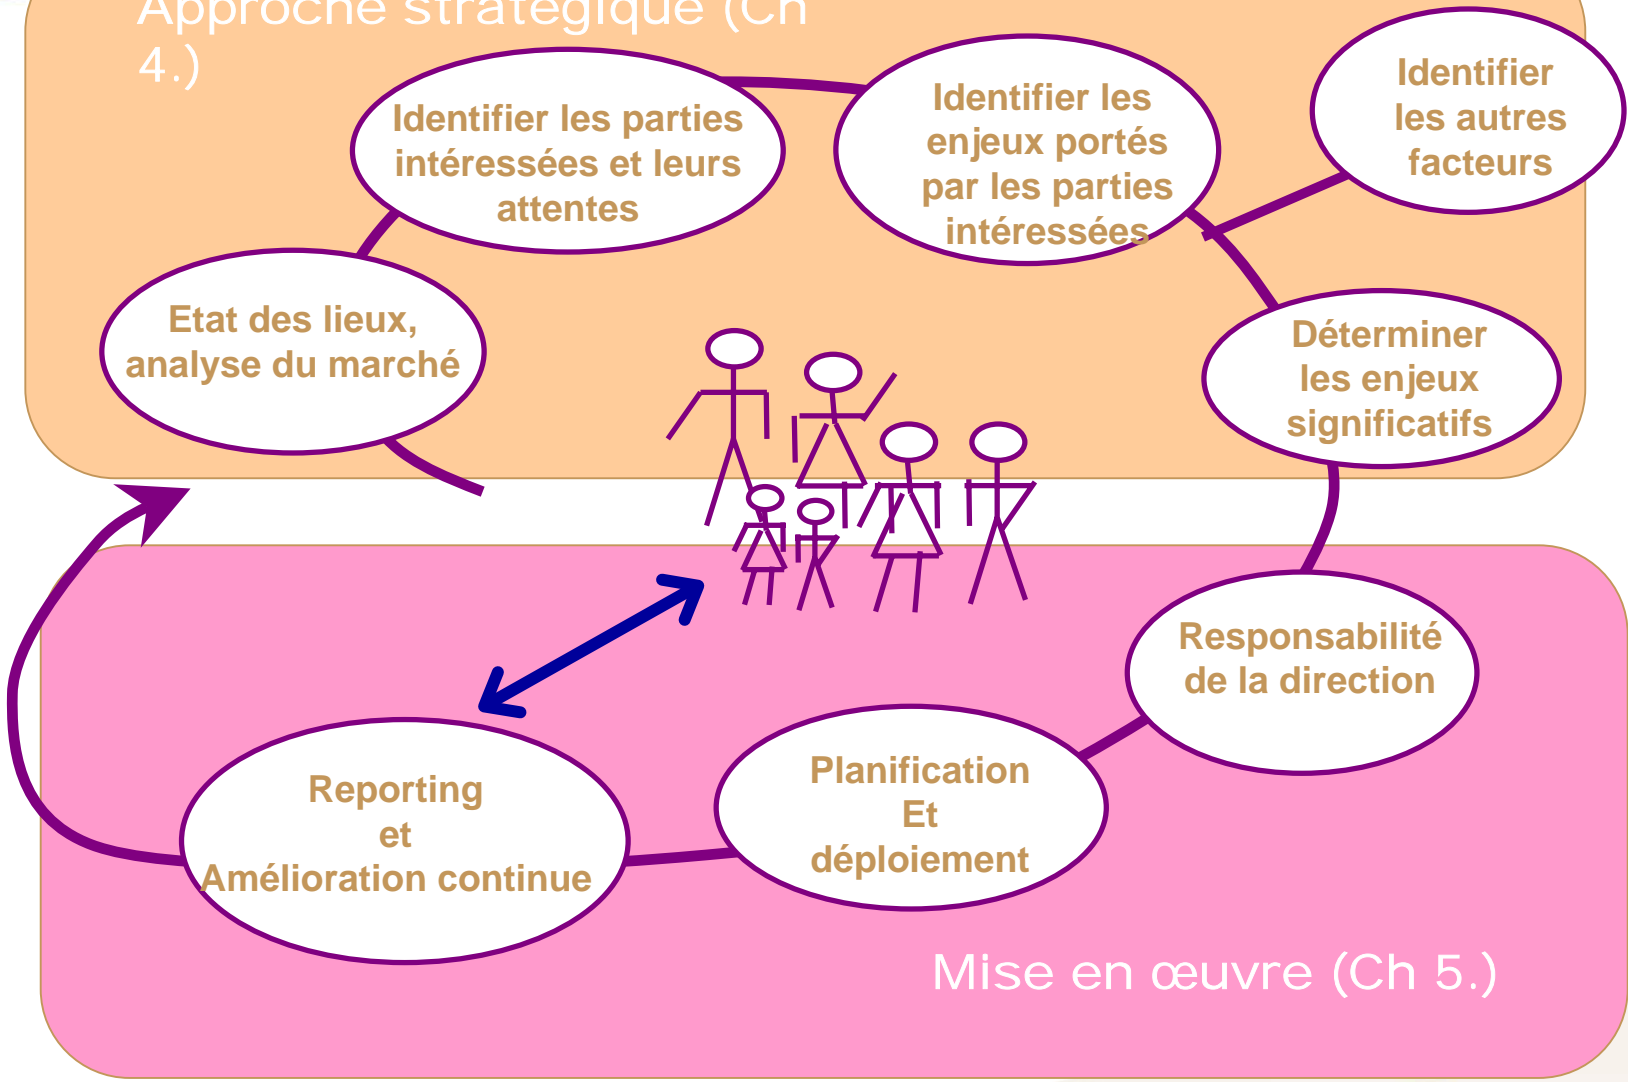 Approche stratégique (Ch
4.)
Identifier les parties
intéressées et leurs
attentes
Identifier les
enjeux portés
par les parties
intéressées
Identifier
les autres
facteurs
Etat des lieux,
analyse du marché
Déterminer
les enjeux
significatifs
Responsabilité
de la direction
Planification
Et
déploiement
Reporting
et
Amélioration continue
Mise en œuvre (Ch 5.)